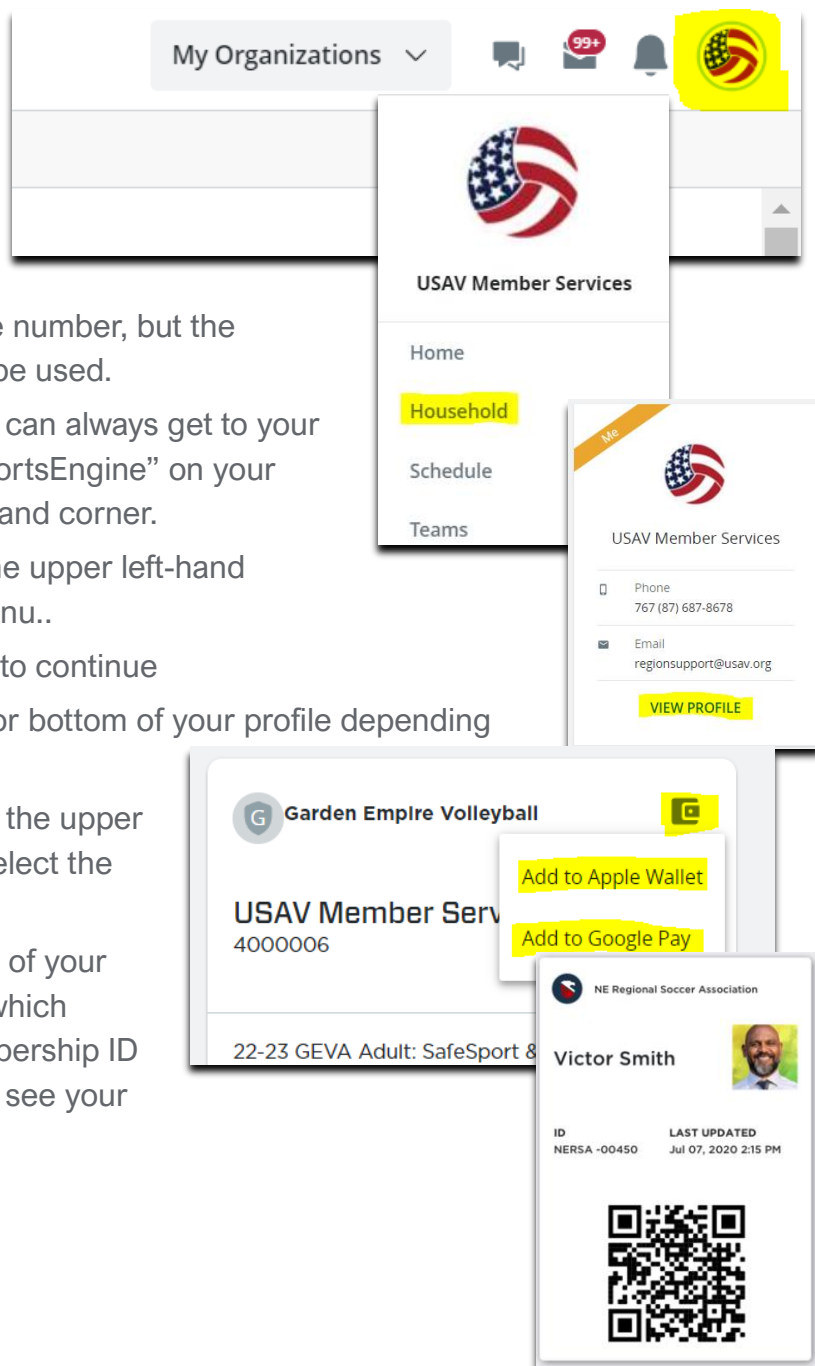 My Organizations
99+
USAV Member Services
Home
Household
Schedule
Teams
number, but the
be used.
can always get to your
ortsEngine” on your
and corner.
upper left-hand
nu..
to continue
or bottom of your profile depending
the upper
elect the
of your
which
bership ID
see your
Me
USAV Member Services
Phone
767 (87) 687-8678
Email
regionsupport@usav.org
VIEW PROFILE
G Garden Empire Volleyball
Add to Apple Wallet
Add to Google Pay
USAV Member Serv
4000006
22-23 GEVA Adult: SafeSport &
NE Regional Soccer Association
Victor Smith
ID LAST UPDATED
NERSA -00450 Jul 07, 2020 2:15 PM